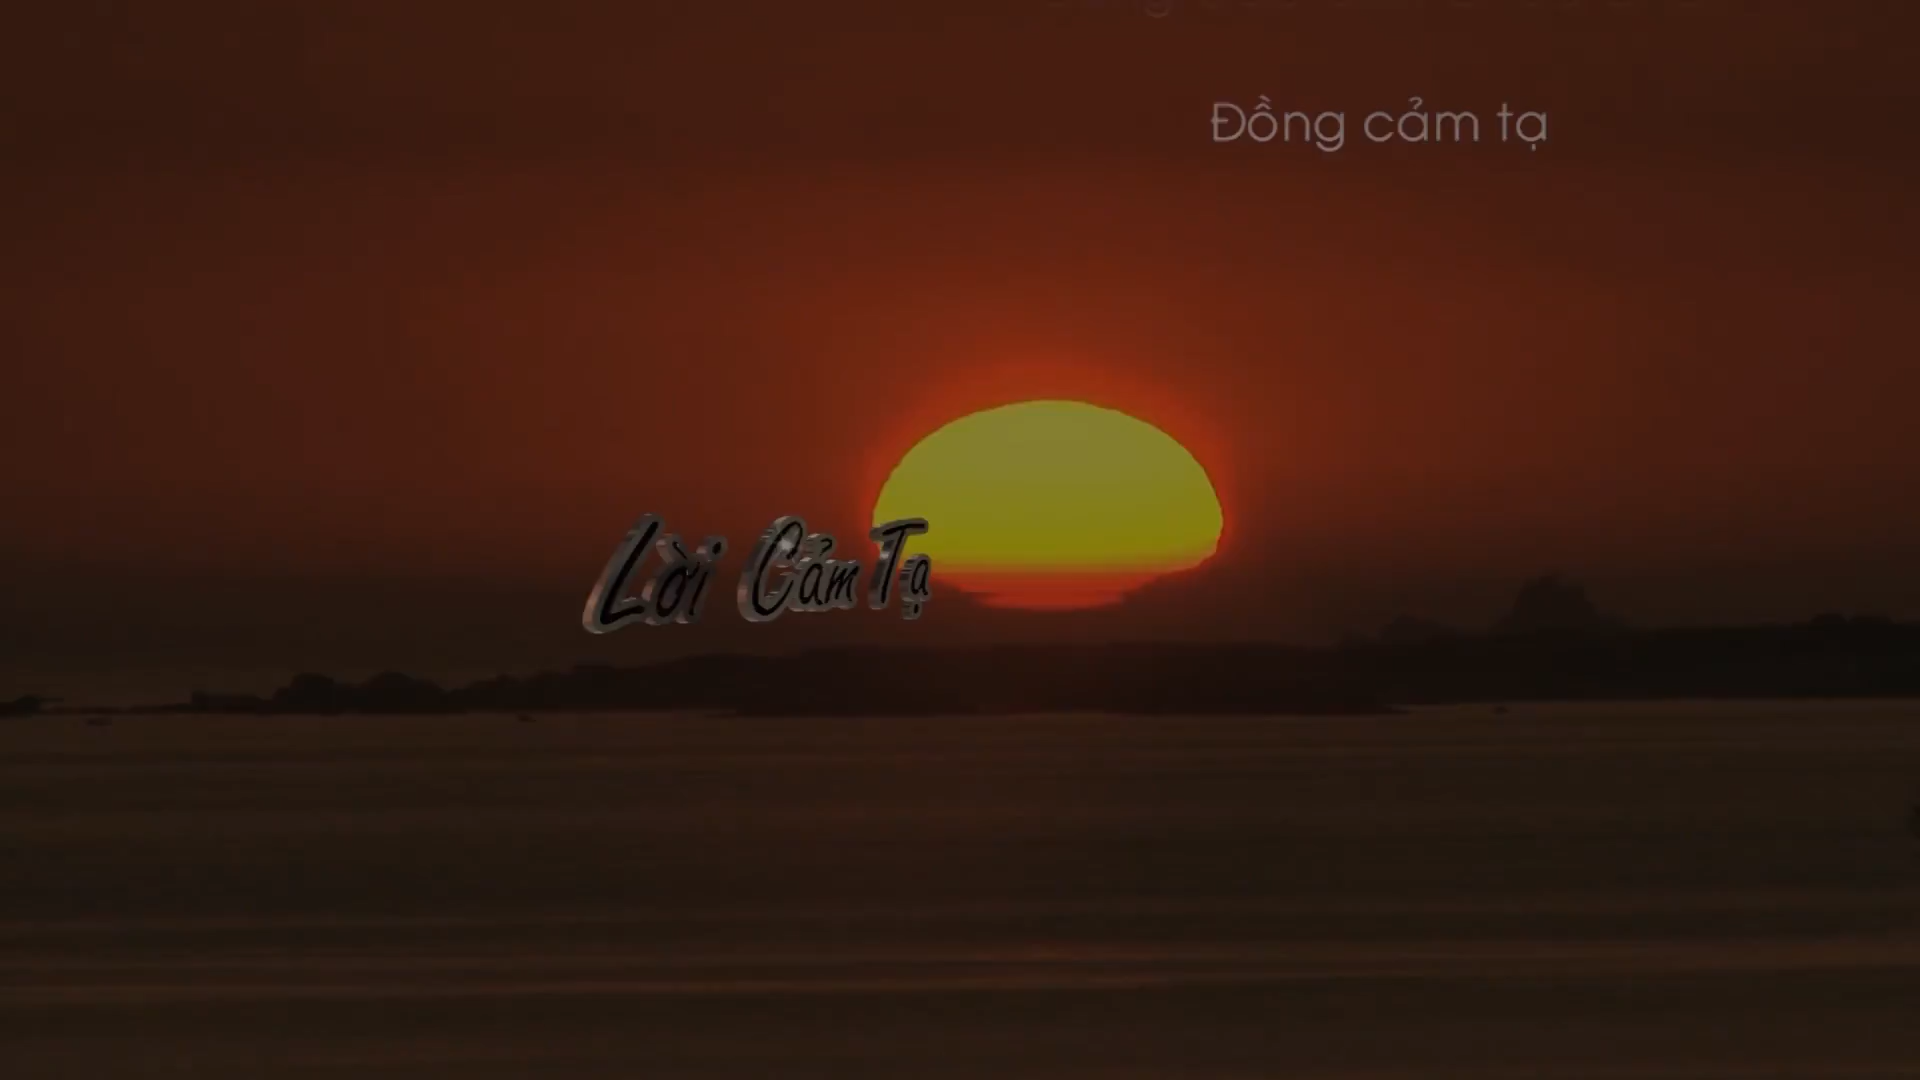 Đồng cảm tạ
Lời Cảm Tạ